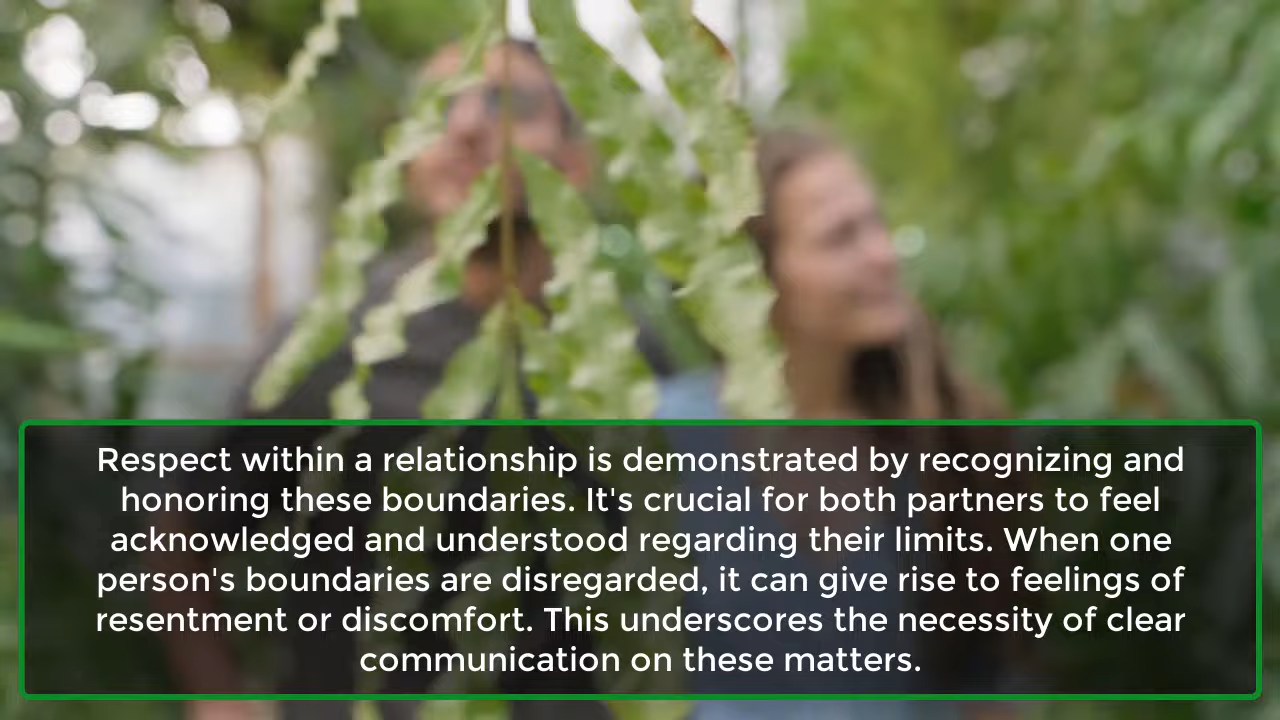 Respect within a relationship is demonstrated by recognizing and
honoring these boundaries. It's crucial for both partners to feel
acknowledged and understood regarding their limits. When one
person's boundaries are disregarded, it can give rise to feelings of
resentment or discomfort. This underscores the necessity of clear
communication on these matters.